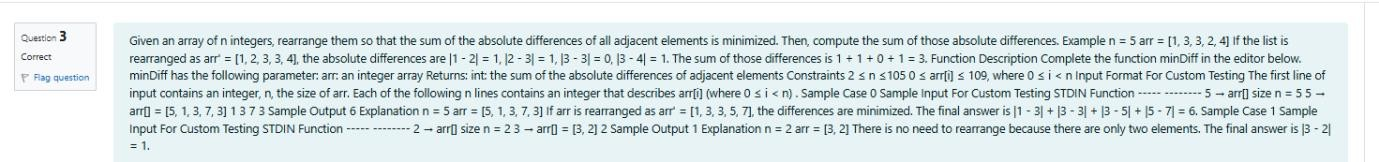 Question 3
Correct
Flag question
Given an array of n integers, rearrange them so that the sum of the absolute differences of all adjacent elements is minimized. Then, compute the sum of those absolute differences. Example n = 5 arr = [1, 3, 3, 2, 4] If the list is
rearranged as arr' = [1, 2, 3, 3, 4], the absolute differences are |1 - 2| = 1, |2 - 3| = 1, |3 - 3| = 0, |3 - 4| = 1. The sum of those differences is 1 + 1 + 0 + 1 = 3. Function Description Complete the function minDiff in the editor below.
minDiff has the following parameter: arr: an integer array Returns: int: the sum of the absolute differences of adjacent elements Constraints 2 ≤ n ≤105 0 ≤ arr[i] ≤ 109, where 0 ≤ i < n Input Format For Custom Testing The first line of
input contains an integer, n, the size of arr. Each of the following n lines contains an integer that describes arr[i] (where 0 ≤ i < n) . Sample Case 0 Sample Input For Custom Testing STDIN Function ----- -------- 5 → arr[] size n = 5 5 →
arr[] = [5, 1, 3, 7, 3] 1 3 7 3 Sample Output 6 Explanation n = 5 arr = [5, 1, 3, 7, 3] If arr is rearranged as arr' = [1, 3, 3, 5, 7], the differences are minimized. The final answer is |1 - 3| + |3 - 3| + |3 - 5| + |5 - 7| = 6. Sample Case 1 Sample
Input For Custom Testing STDIN Function ----- -------- 2 → arr[] size n = 2 3 → arr[] = [3, 2] 2 Sample Output 1 Explanation n = 2 arr = [3, 2] There is no need to rearrange because there are only two elements. The final answer is |3 - 2|
= 1.